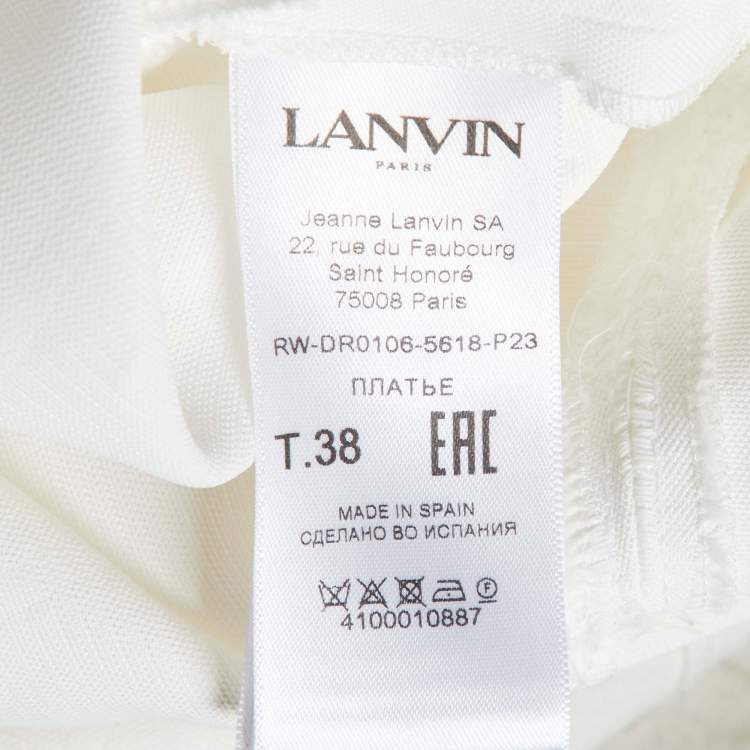 LANVIN
PARIS
Jeanne Lanvin SA
22, rue du Faubourg
Saint Honoré
75008 Paris
RW-DR0106-5618-P23
ПЛАТЬЕ
T.38 EAC
MADE IN SPAIN
СДЕЛАНО ВО ИСПАНИЯ
F
4100010887